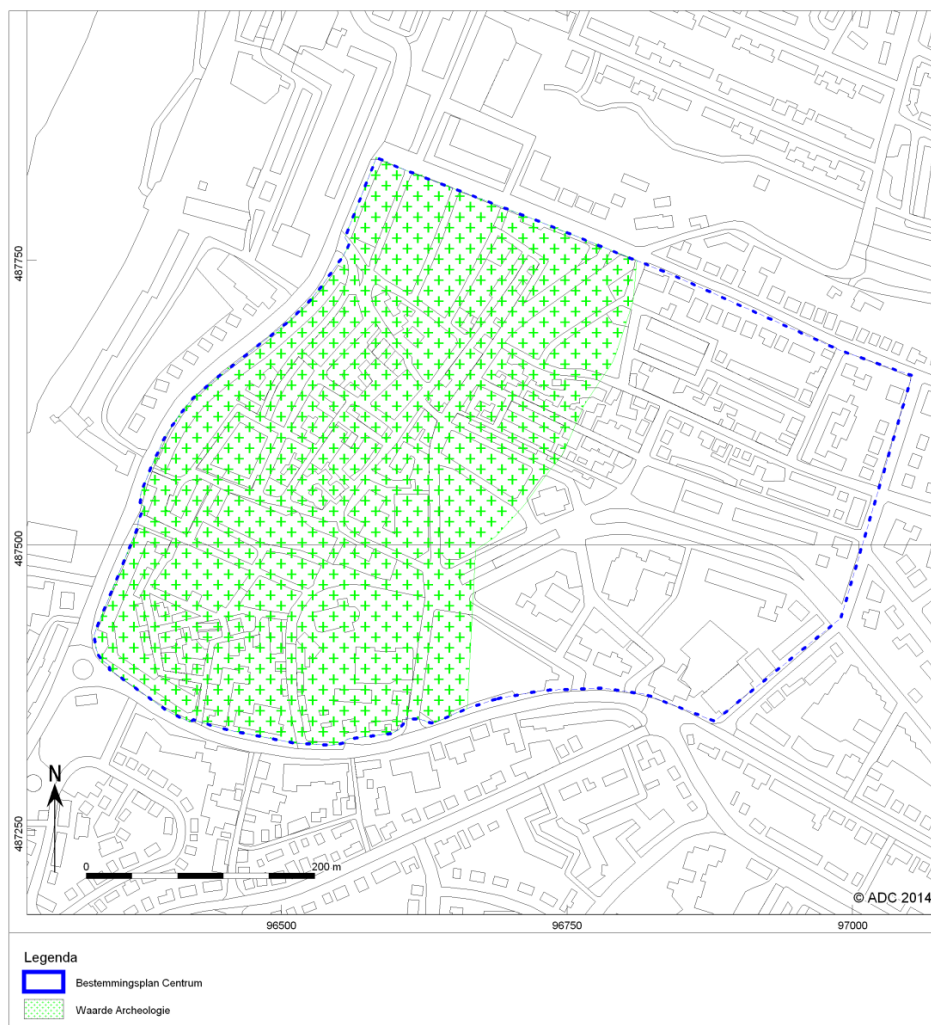 487750
487500
487250
N
0 200 m
© ADC 2014
96500 96750 97000
Legenda
Bestemmingsplan Centrum
Waarde Archeologie